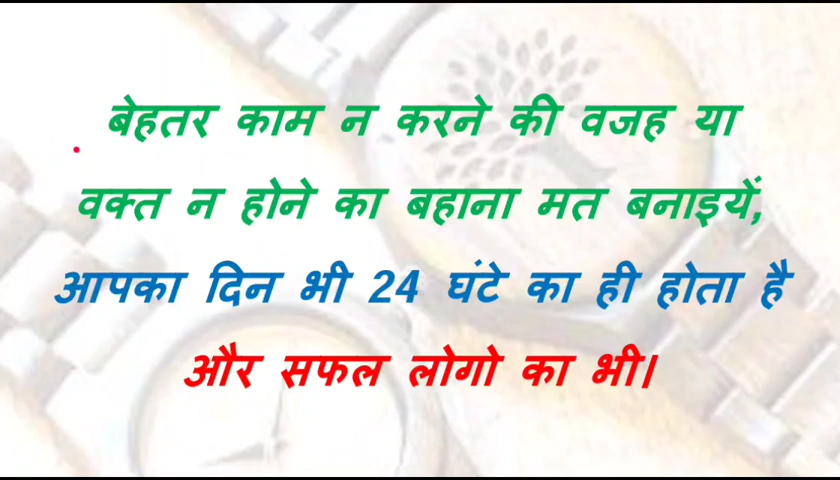 बेहतर काम न करने की वजह या
वक्त न होने का बहाना मत बनाइयें,
आपका दिन भी 24 घंटे का ही होता है
और सफल लोगो का भी।